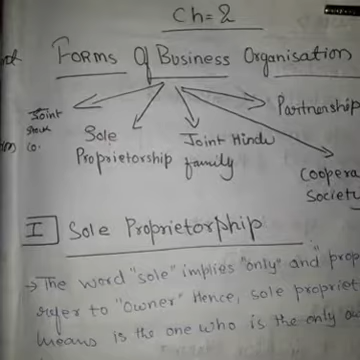 Ch=2
Forms Of Business Organisation
Joint Stock Co.
Sole Proprietorship
Joint Hindu family
Partnership
Coopera
Societ
I Sole Proprietorphip
→ The word "sole" implies "only" and "prop
refer to "owner" Hence, sole propriet
means is the one who is the only